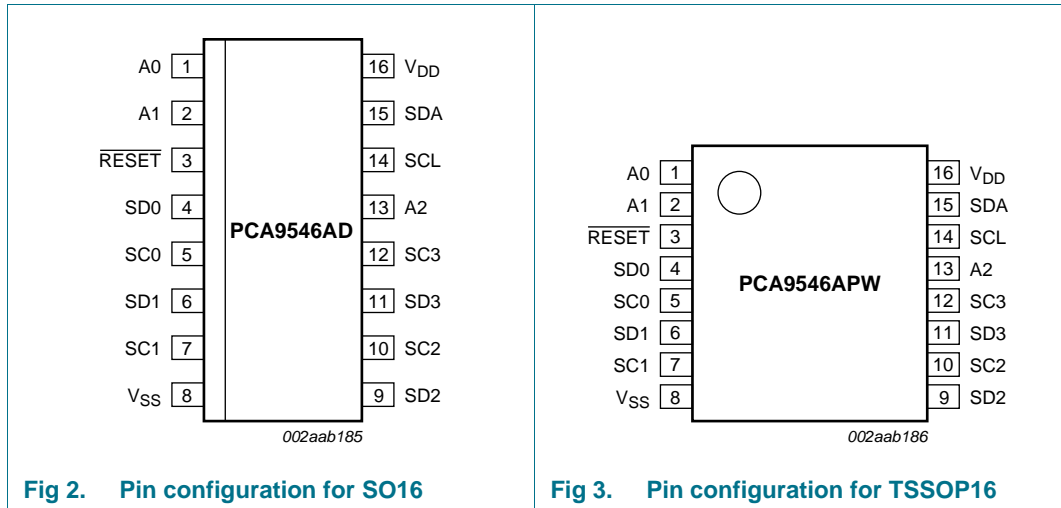 A0 1
A1 2
RESET 3
SD0 4
SC0 5
SD1 6
SC1 7
VSS 8
PCA9546AD
16 VDD
15 SDA
14 SCL
13 A2
12 SC3
11 SD3
10 SC2
9 SD2
002aab185
Fig 2. Pin configuration for SO16
A0 1
A1 2
RESET 3
SD0 4
SC0 5
SD1 6
SC1 7
VSS 8
PCA9546APW
16 VDD
15 SDA
14 SCL
13 A2
12 SC3
11 SD3
10 SC2
9 SD2
002aab186
Fig 3. Pin configuration for TSSOP16